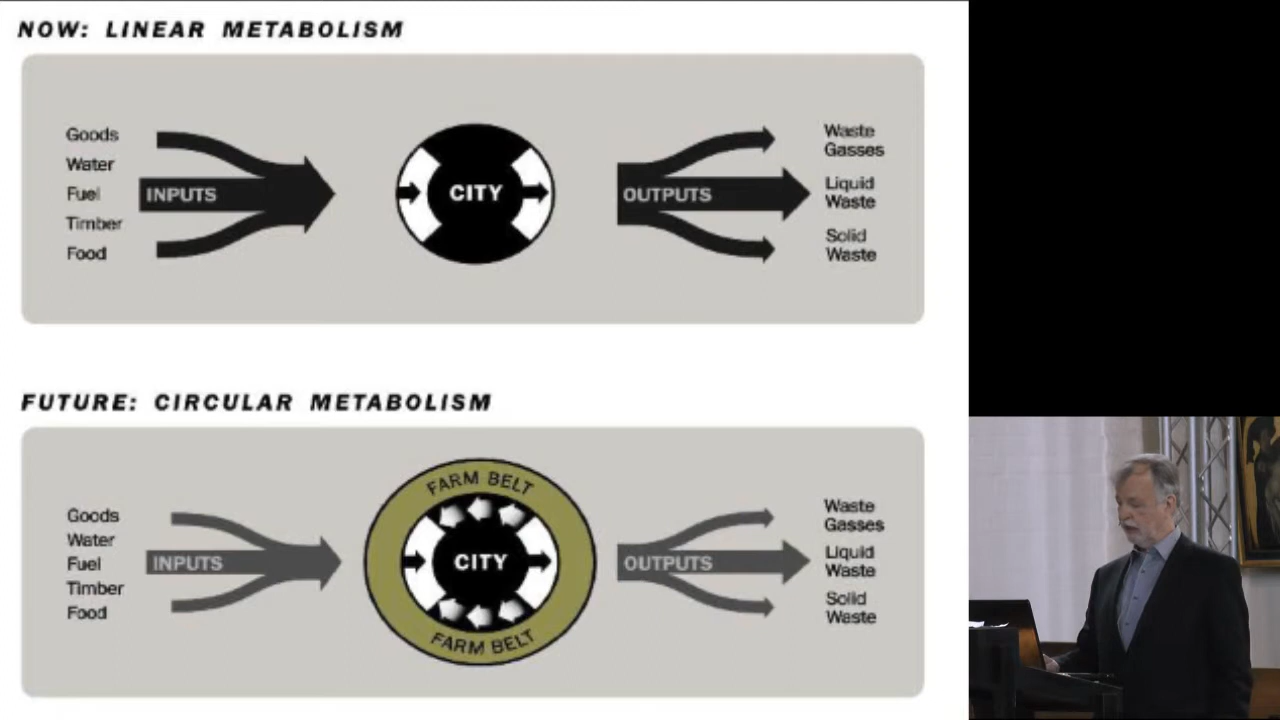 NOW: LINEAR METABOLISM
Goods
Water
Fuel
Timber
Food
INPUTS
CITY
OUTPUTS
Waste
Gasses
Liquid
Waste
Solid
Waste
FUTURE: CIRCULAR METABOLISM
Goods
Water
Fuel
Timber
Food
INPUTS
FARM BELT
CITY
FARM BELT
OUTPUTS
Waste
Gasses
Liquid
Waste
Solid
Waste